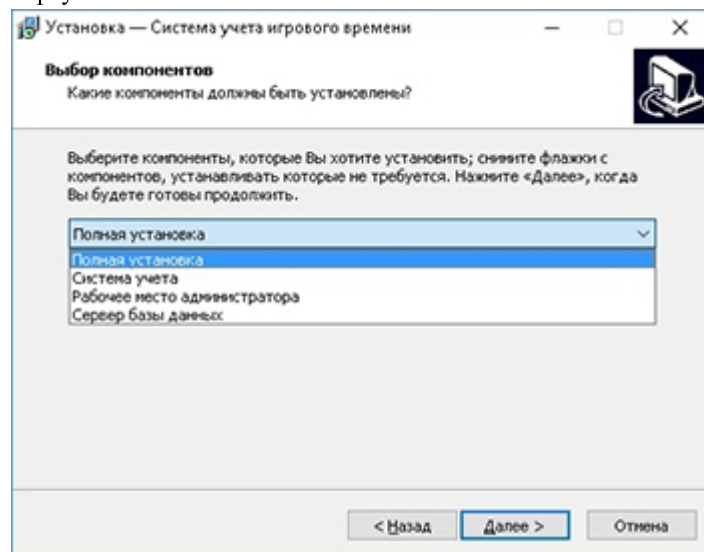 Установка — Система учета игрового времени
Выбор компонентов
Какие компоненты должны быть установлены?
Выберите компоненты, которые Вы хотите установить; снимите флажки с
компонентов, устанавливать которые не требуется. Нажмите «Далее», когда
Вы будете готовы продолжить.
Полная установка
Полная установка
Система учета
Рабочее место администратора
Сервер базы данных
< Назад Далее > Отмена